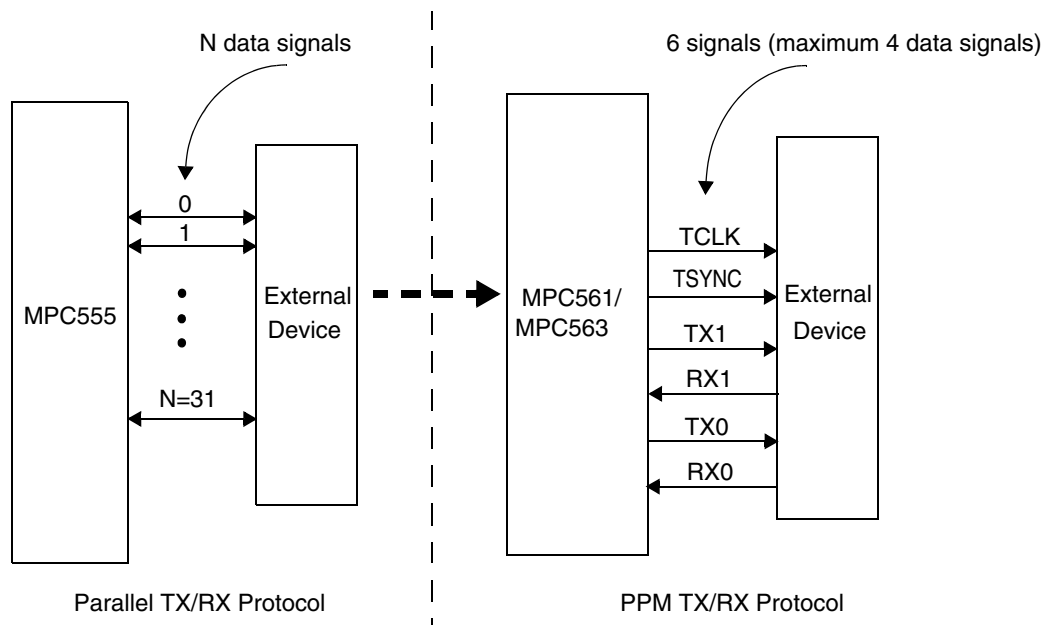 N data signals
6 signals (maximum 4 data signals)
MPC555
0
1
N=31
External
Device
MPC561/
MPC563
TCLK
TSYNC
TX1
RX1
TX0
RX0
External
Device
Parallel TX/RX Protocol
PPM TX/RX Protocol